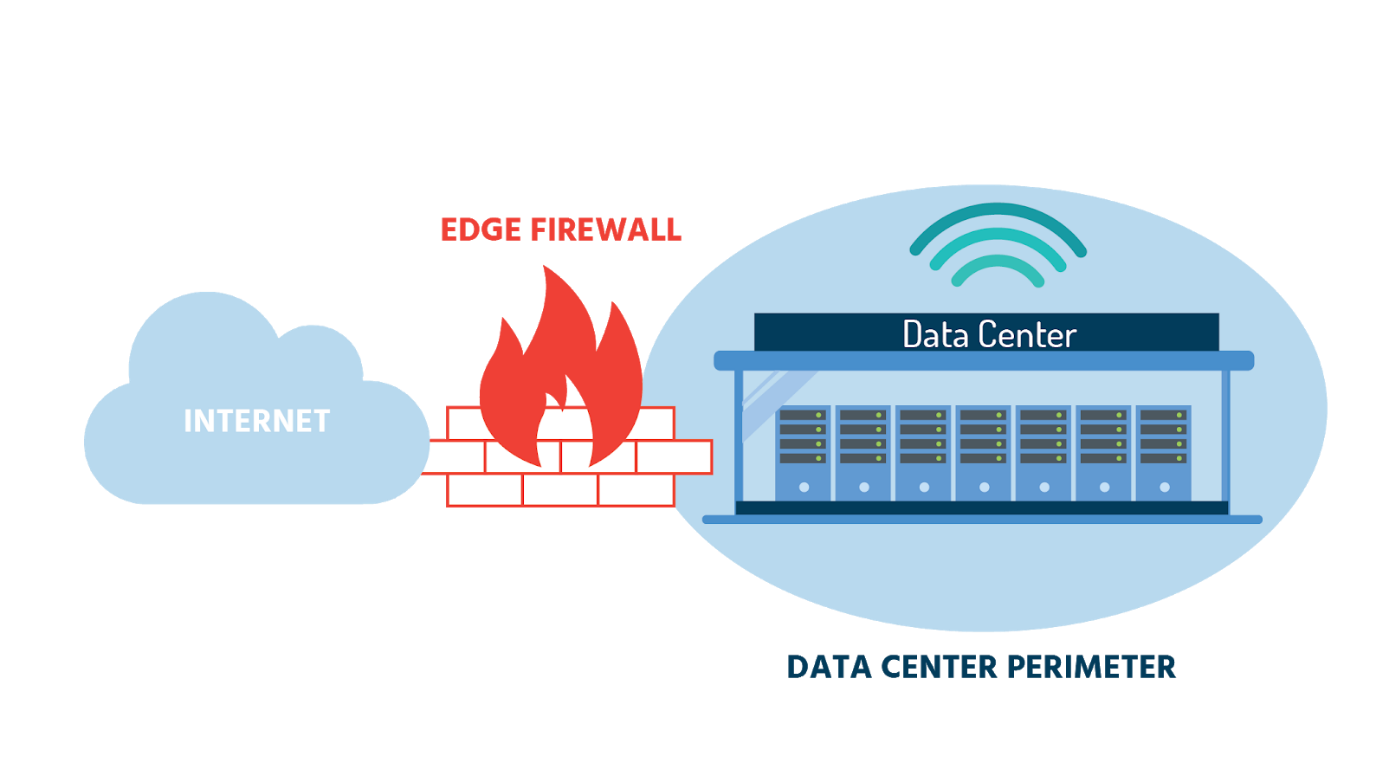 EDGE FIREWALL
INTERNET
Data Center
DATA CENTER PERIMETER